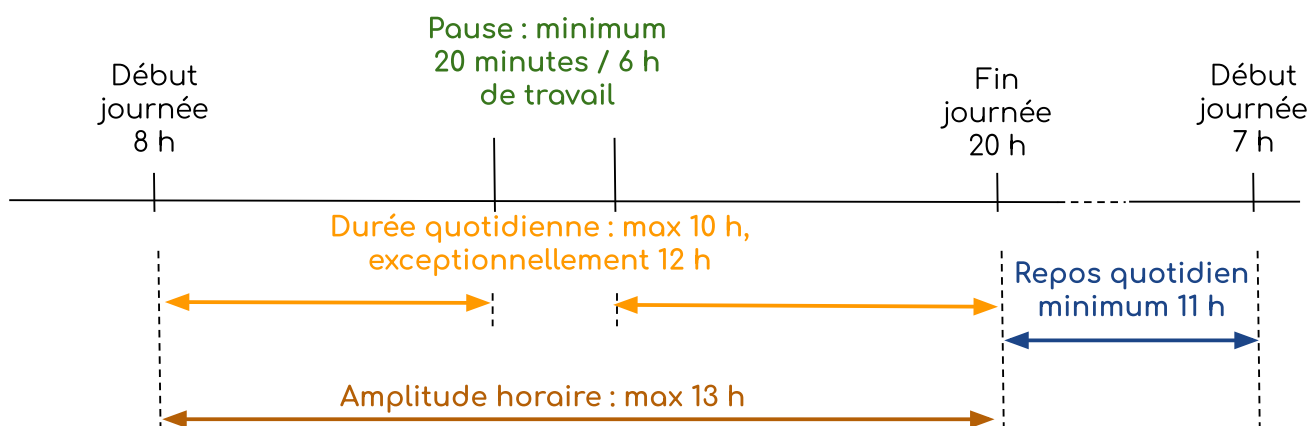 Pause : minimum
20 minutes / 6 h
de travail
Début
journée
8 h
Fin
journée
20 h
Début
journée
7 h
Durée quotidienne : max 10 h,
exceptionnellement 12 h
Repos quotidien
minimum 11 h
Amplitude horaire : max 13 h